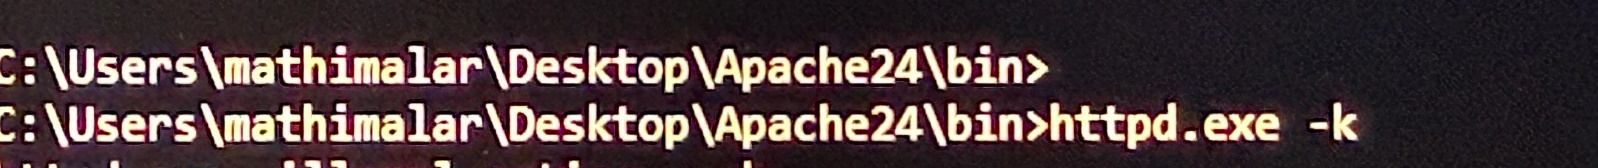 C:\Users\mathimalar\Desktop\Apache24\bin>
C:\Users\mathimalar\Desktop\Apache24\bin>httpd.exe -k